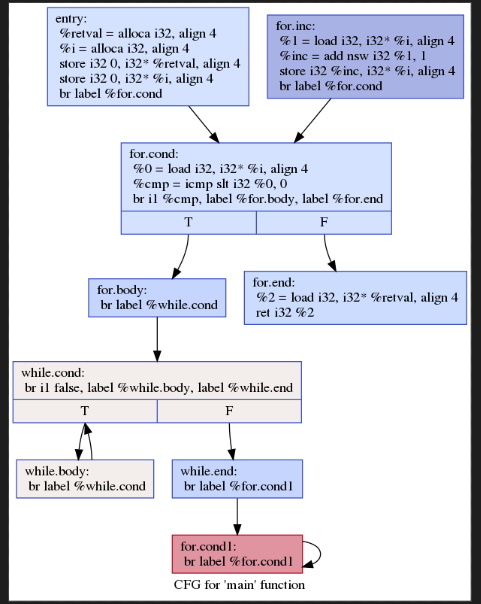 entry:
%retval = alloca i32, align 4
%i = alloca i32, align 4
store i32 0, i32* %retval, align 4
store i32 0, i32* %i, align 4
br label %for.cond
for.inc:
%1 = load i32, i32* %i, align 4
%inc = add nsw i32 %1, 1
store i32 %inc, i32* %i, align 4
br label %for.cond
for.cond:
%0 = load i32, i32* %i, align 4
%cmp = icmp slt i32 %0, 0
br i1 %cmp, label %for.body, label %for.end
T
F
for.body:
br label %while.cond
for.end:
%2 = load i32, i32* %retval, align 4
ret i32 %2
while.cond:
br i1 false, label %while.body, label %while.end
T
F
while.body:
br label %while.cond
while.end:
br label %for.cond1
for.cond1:
br label %for.cond1
CFG for 'main' function